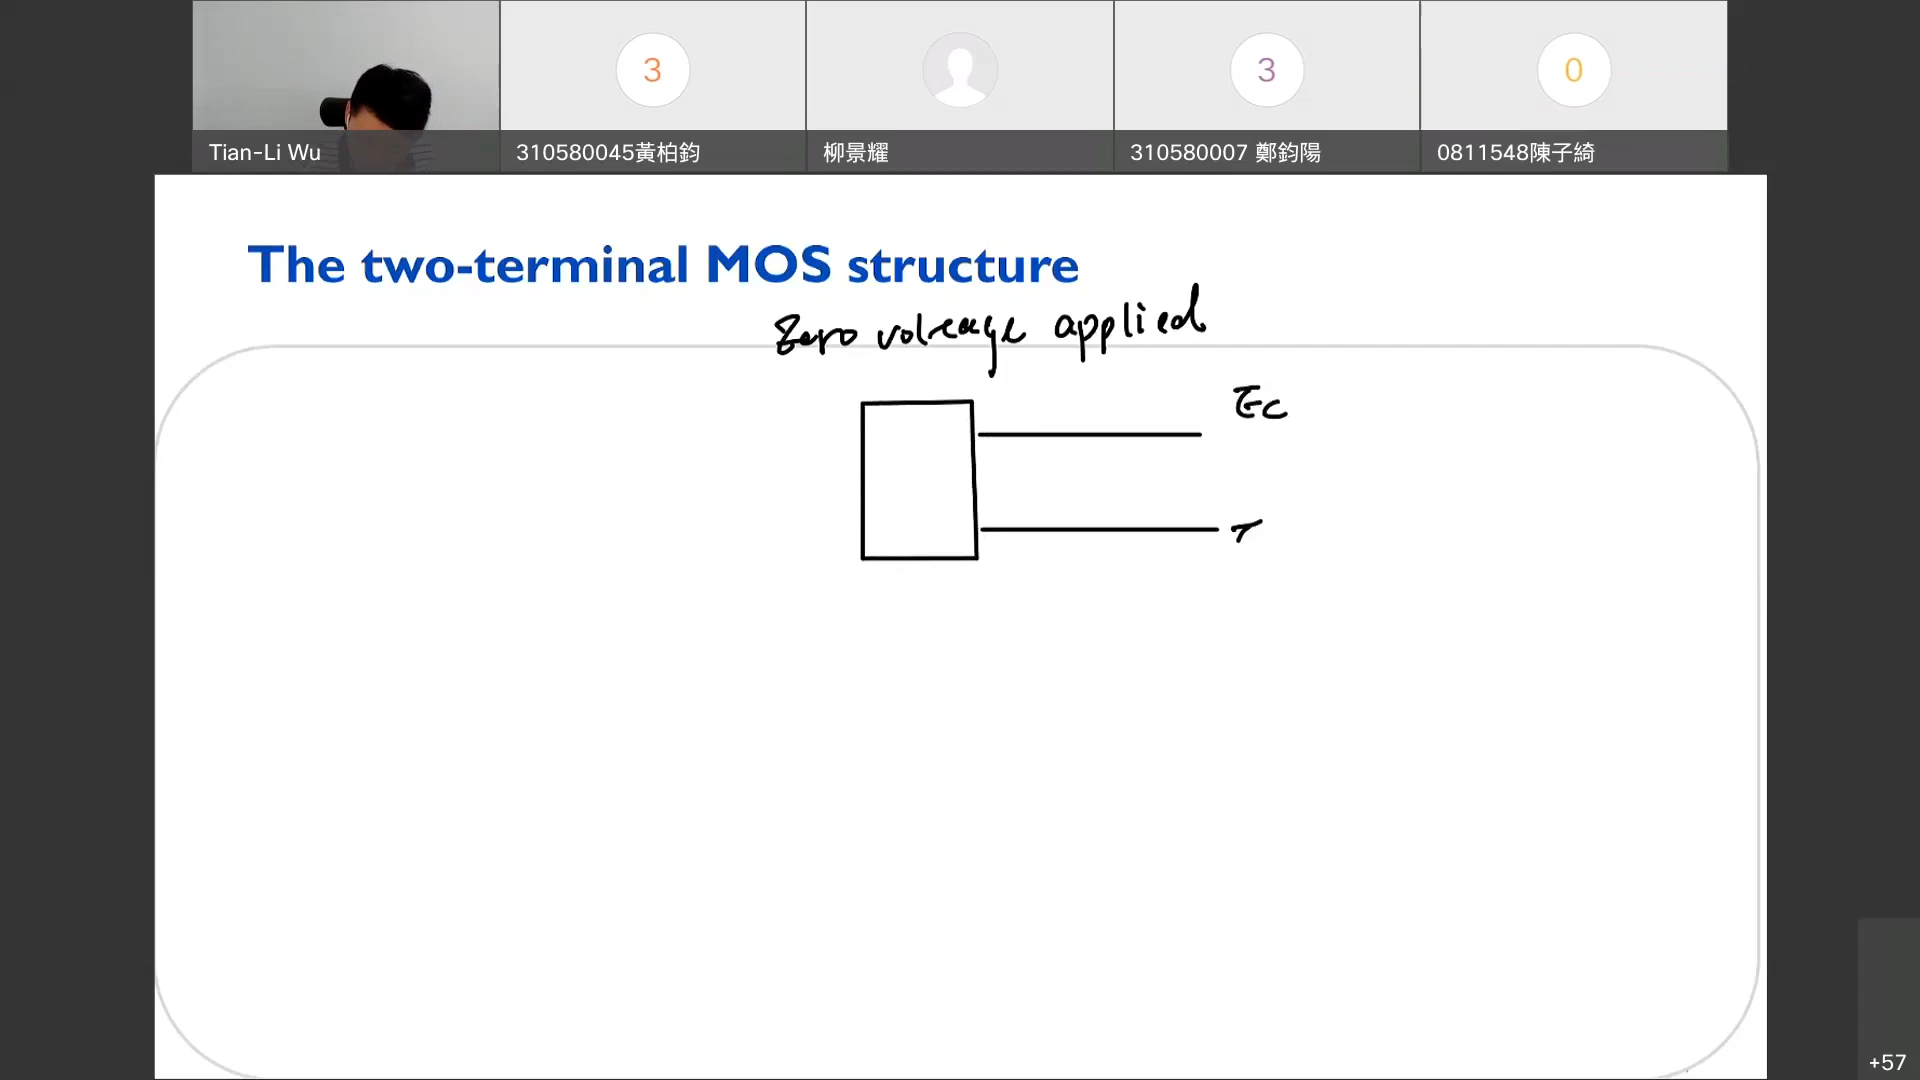 3
3
0
Tian-Li Wu
310580045黃柏鈞
柳景耀
310580007 鄭鈞陽
0811548陳子綺
The two-terminal MOS structure
Zero voltage applied
Ec
+57